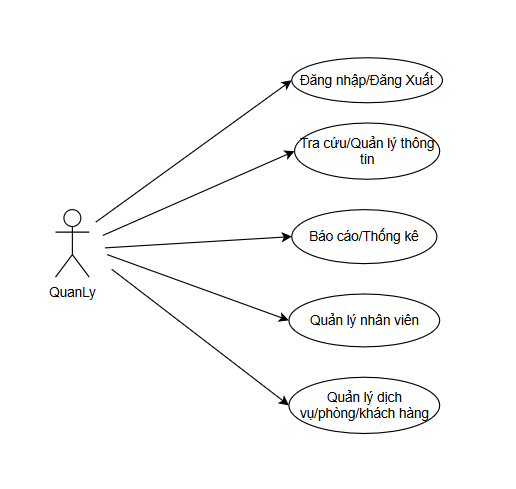 Đăng nhập/Đăng Xuất
Tra cứu/Quản lý thông
tin
Báo cáo/Thống kê
QuanLy
Quản lý nhân viên
Quản lý dịch
vụ/phòng/khách hàng